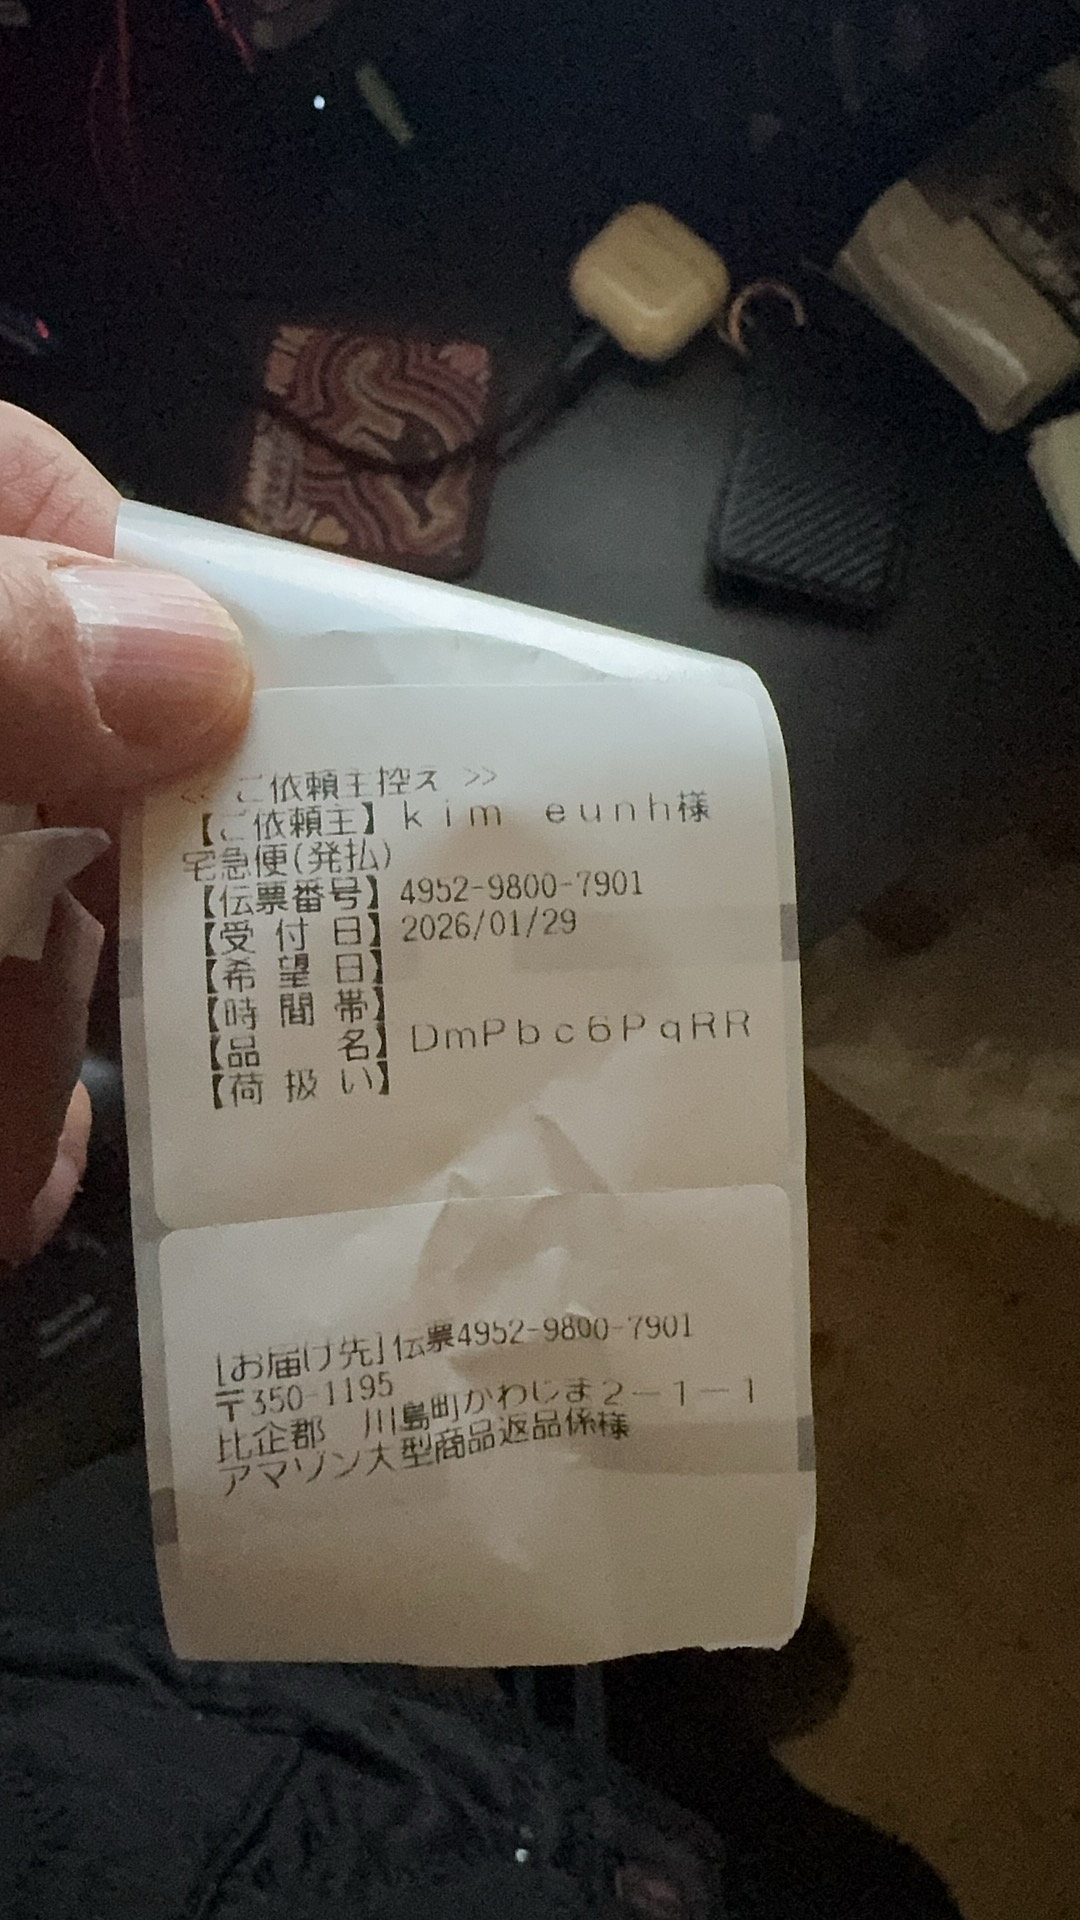 << ご依頼主控え >>
【ご依頼主】kim eunh様
宅急便(発払)
【伝票番号】4952-9800-7901
【受付日】2026/01/29
【希望日】
【時間帯】
【品 名】DmPbc6PqRR
【荷扱い】
[お届け先]伝票4952-9800-7901
〒350-1195
比企郡 川島町かわじま2-1-1
アマゾン大型商品返品係様